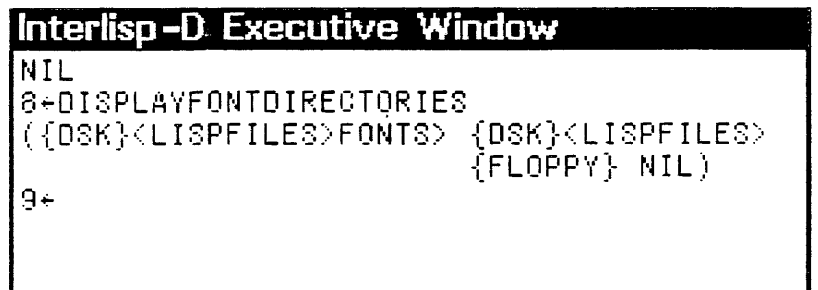 Interlisp-D Executive Window
NIL
8←DISPLAYFONTDIRECTORIES
({DSK}<LISPFILES>FONTS> {DSK}<LISPFILES>
{FLOPPY} NIL)
9←